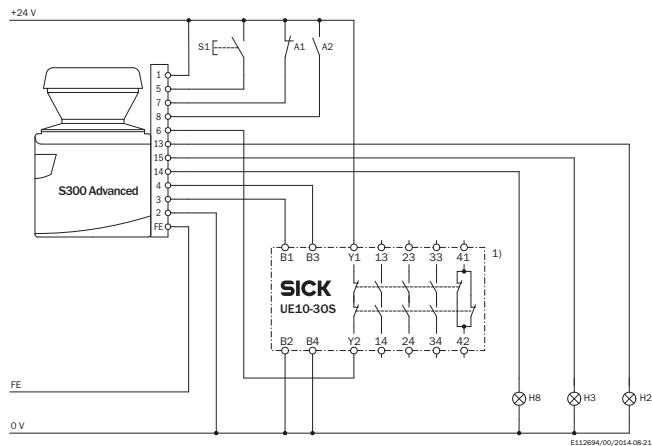 +24 V
S1
A1
A2
1
5
7
8
6
13
15
14
4
3
2
FE
S300 Advanced
B1 B3 Y1 13 23 33 41
1)
SICK
UE10-30S
B2 B4 Y2 14 24 34 42
FE
H8
H3
H2
0 V
E112694/00/2014-08-21